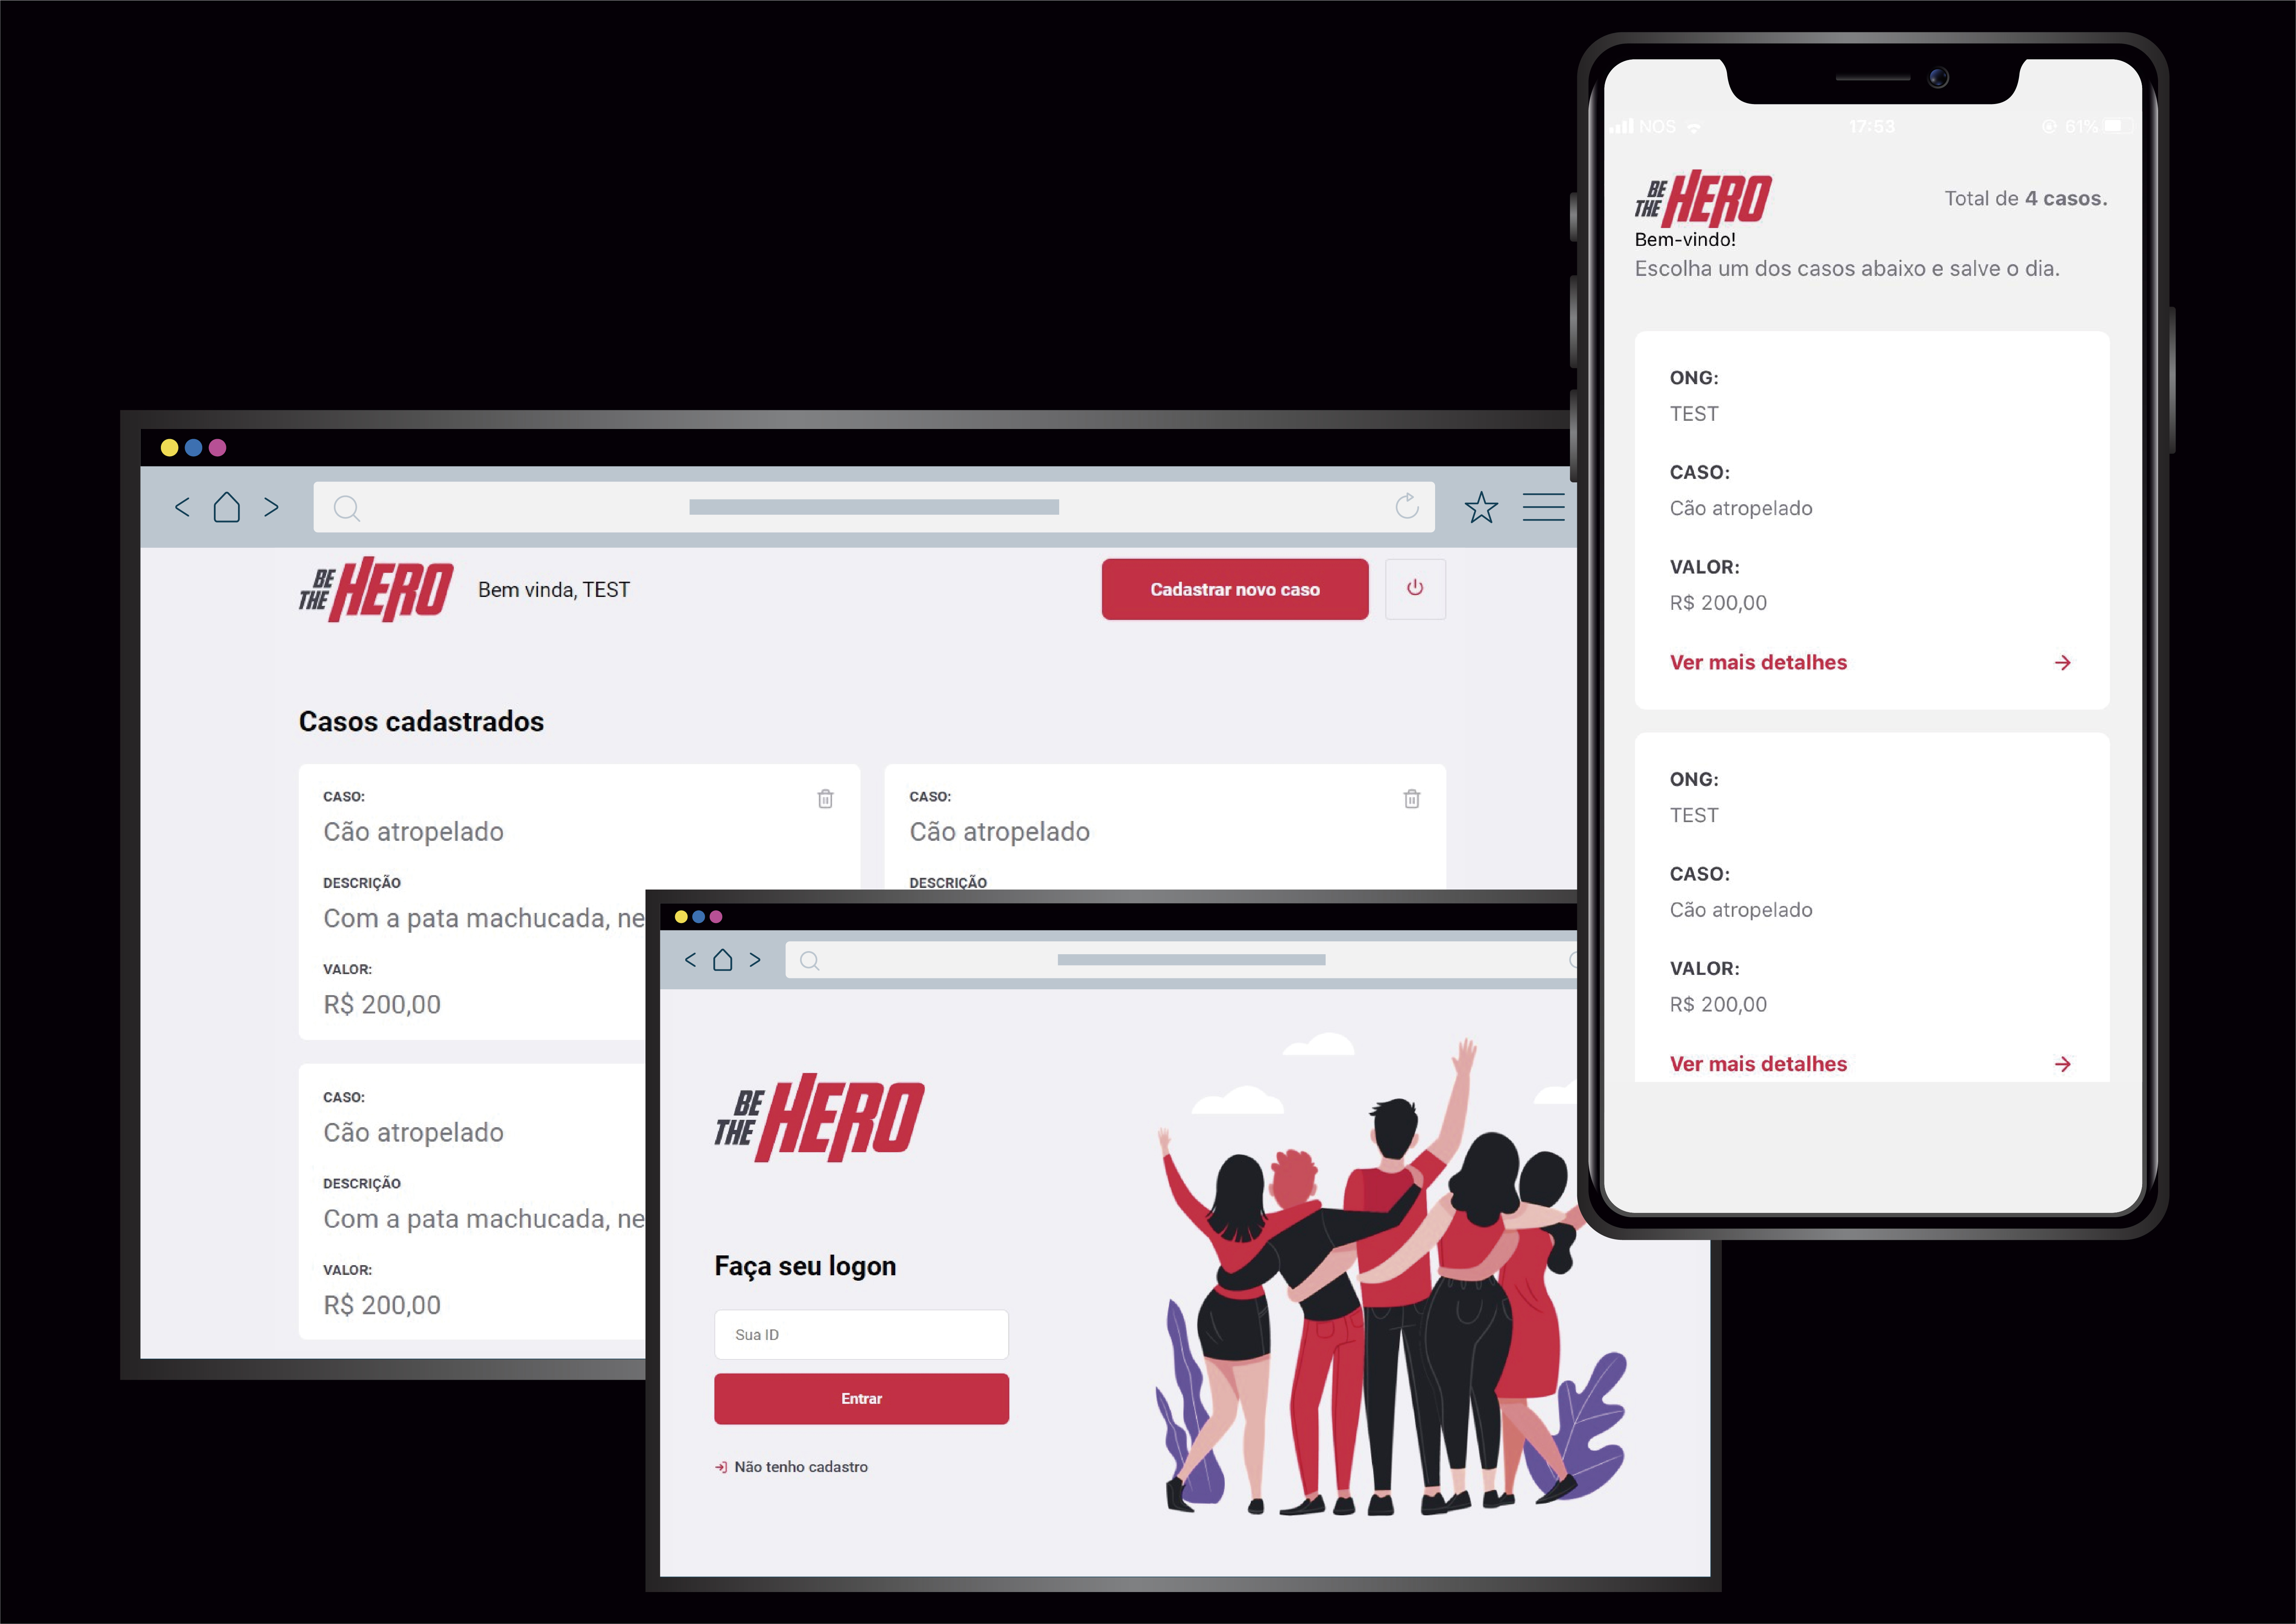 BE
THE HERO
Bem vinda, TEST
Cadastrar novo caso
Casos cadastrados
CASO:
Cão atropelado
DESCRIÇÃO
Com a pata machucada, ne
VALOR:
R$ 200,00
CASO:
Cão atropelado
DESCRIÇÃO
CASO:
Cão atropelado
DESCRIÇÃO
Com a pata machucada, ne
VALOR:
R$ 200,00
BE
THE HERO
Faça seu logon
Sua ID
Entrar
Não tenho cadastro
NOS
17:53
61%
BE
THE HERO
Total de 4 casos.
Bem-vindo!
Escolha um dos casos abaixo e salve o dia.
ONG:
TEST
CASO:
Cão atropelado
VALOR:
R$ 200,00
Ver mais detalhes
ONG:
TEST
CASO:
Cão atropelado
VALOR:
R$ 200,00
Ver mais detalhes